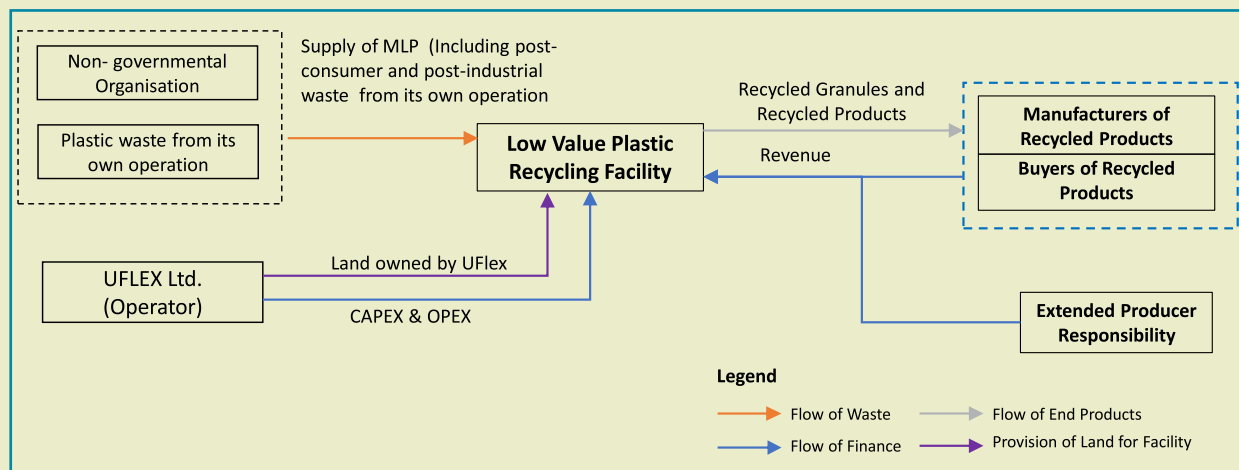 Non- governmental
Organisation
Plastic waste from its
own operation
Supply of MLP (Including post-
consumer and post-industrial
waste from its own operation
Low Value Plastic
Recycling Facility
Recycled Granules and
Recycled Products
Revenue
Manufacturers of
Recycled Products
Buyers of Recycled
Products
UFLEX Ltd.
(Operator)
Land owned by UFlex
CAPEX & OPEX
Extended Producer
Responsibility
Legend
Flow of Waste
Flow of End Products
Flow of Finance
Provision of Land for Facility